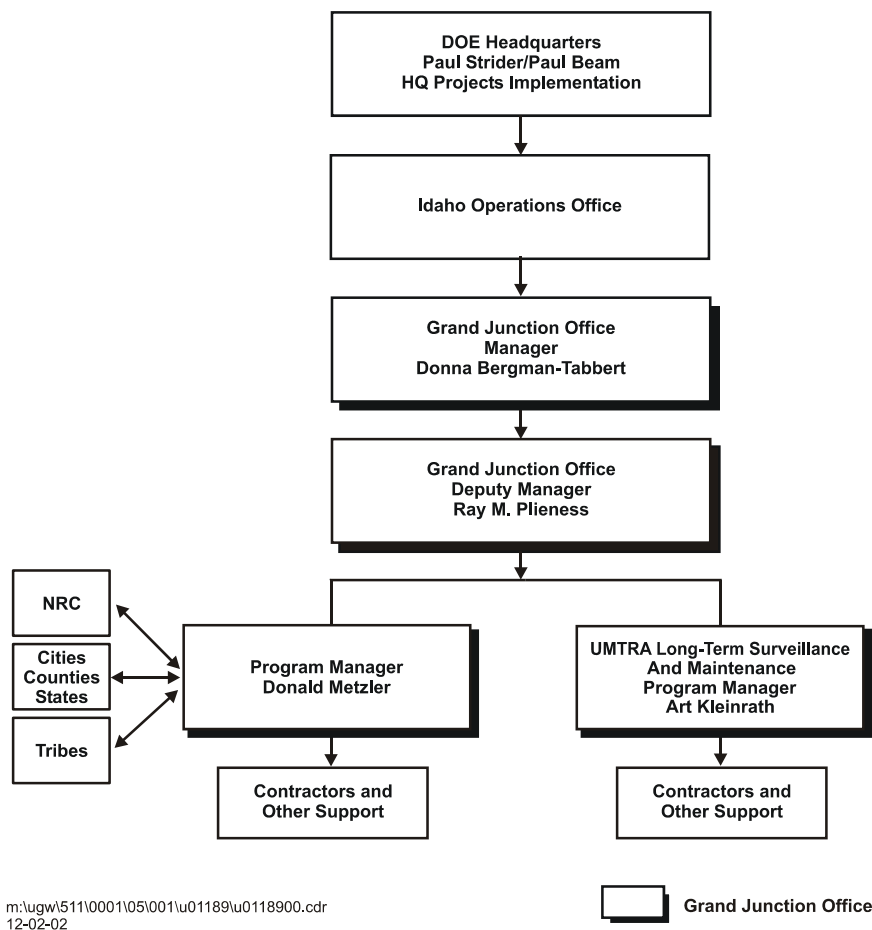 DOE Headquarters
Paul Strider/Paul Beam
HQ Projects Implementation
Idaho Operations Office
Grand Junction Office
Manager
Donna Bergman-Tabbert
Grand Junction Office
Deputy Manager
Ray M. Plieness
NRC
Cities
Counties
States
Tribes
Program Manager
Donald Metzler
UMTRA Long-Term Surveillance
And Maintenance
Program Manager
Art Kleinrath
Contractors and
Other Support
Contractors and
Other Support
m:\ugw\511\0001\05\001\u01189\u0118900.cdr
12-02-02
Grand Junction Office